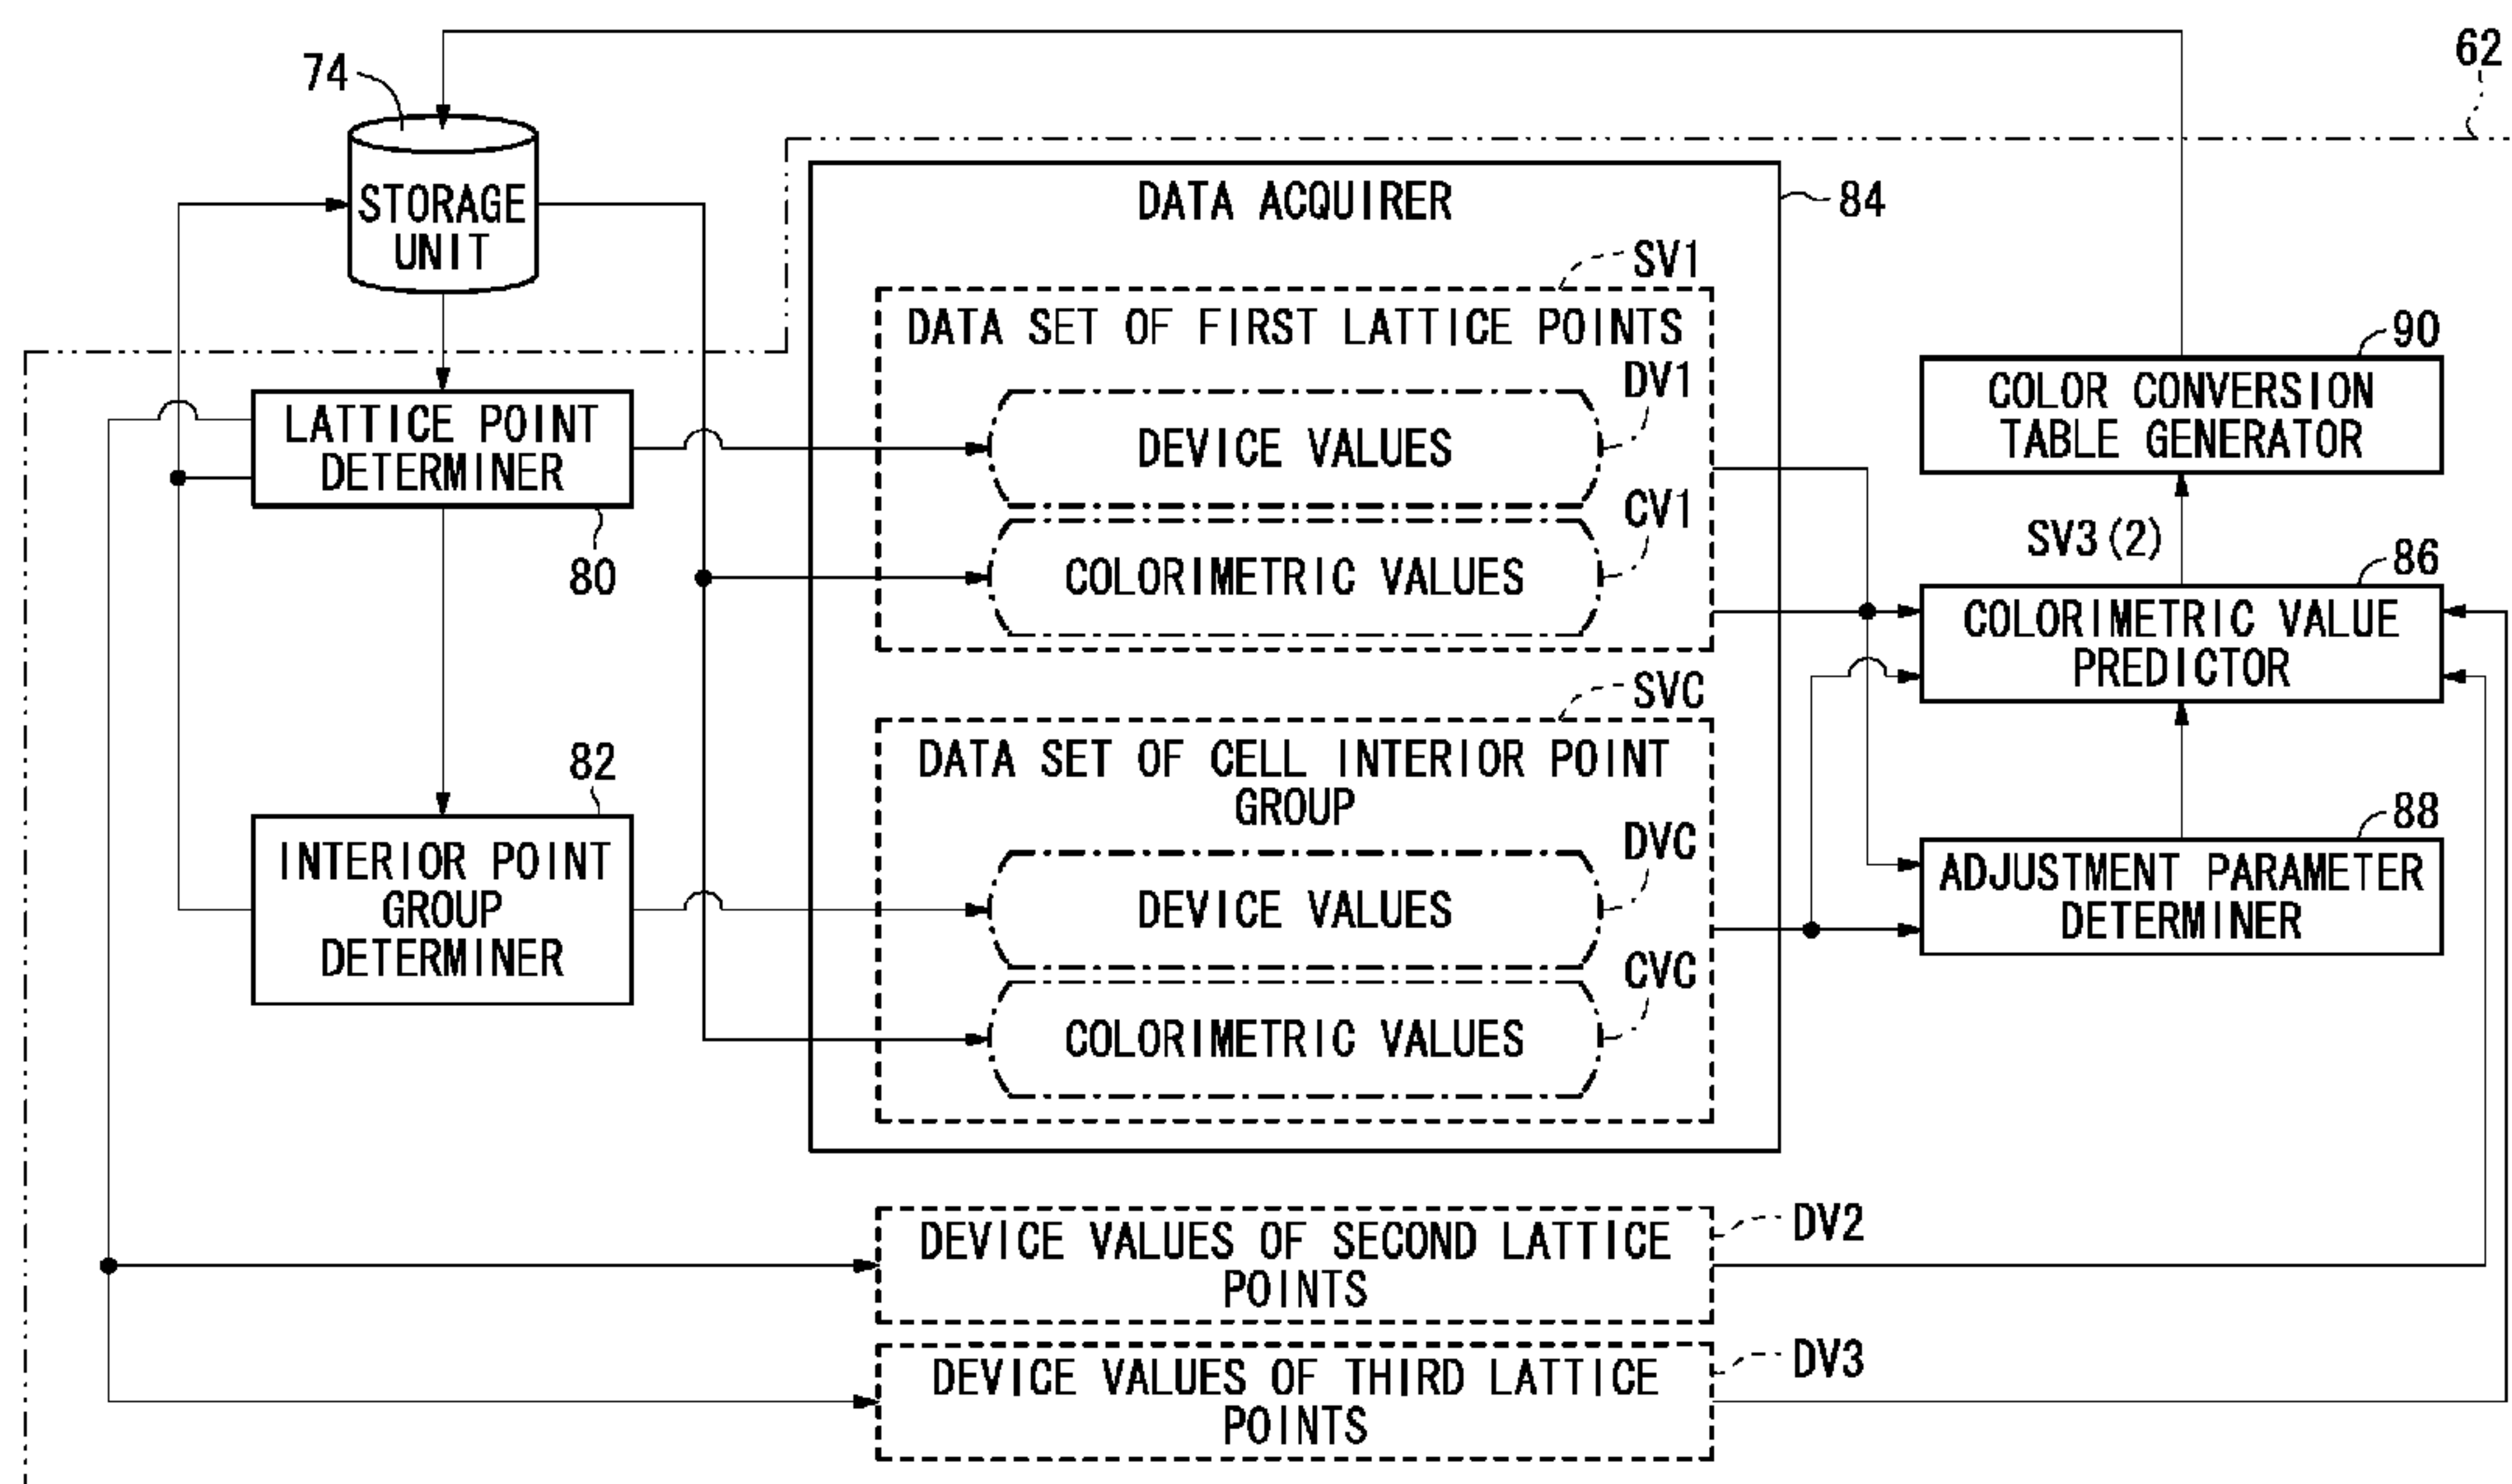 62
74
STORAGE
UNIT
DATA ACQUIRER
84
SV1
DATA SET OF FIRST LATTICE POINTS
DV1
DEVICE VALUES
CV1
COLORIMETRIC VALUES
LATTICE POINT
DETERMINER
80
90
COLOR CONVERSION
TABLE GENERATOR
SV3(2)
86
COLORIMETRIC VALUE
PREDICTOR
SVC
DATA SET OF CELL INTERIOR POINT
GROUP
DVC
DEVICE VALUES
CVC
COLORIMETRIC VALUES
82
INTERIOR POINT
GROUP
DETERMINER
88
ADJUSTMENT PARAMETER
DETERMINER
DEVICE VALUES OF SECOND LATTICE
POINTS
DV2
DEVICE VALUES OF THIRD LATTICE
POINTS
DV3